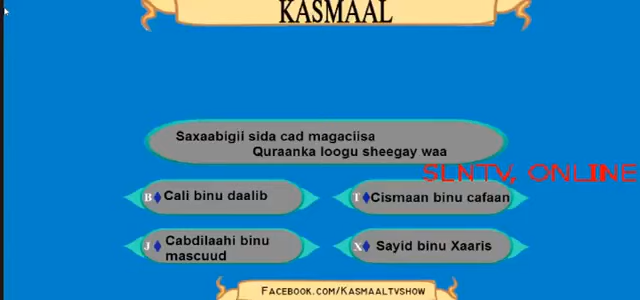 KASMAAL
Saxaabigii sida cad magaciisa
Quraanka loogu sheegay waa
SLNTV, ONLINE
B Cali binu daalib
T Cismaan binu cafaan
J Cabdilaahi binu
mascuud
X Sayid binu Xaaris
FACEBOOK.COM/KASMAALTVSHOW